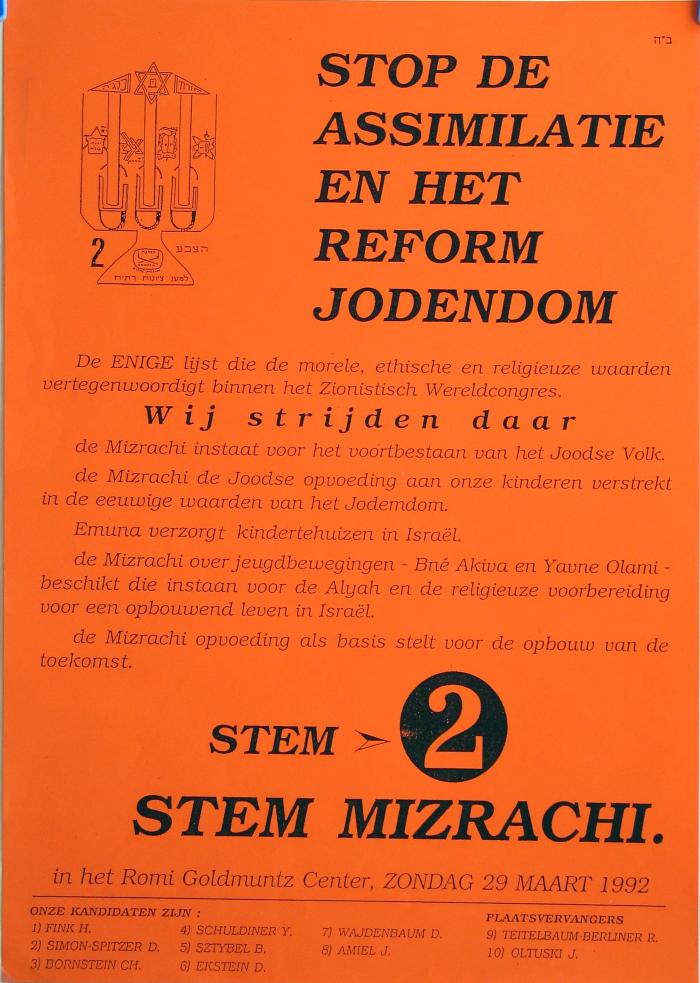 ב״ה
STOP DE
ASSIMILATIE
EN HET
REFORM
JODENDOM
2
הצבע
למען ציונות דתית
De ENIGE lijst die de morele, ethische en religieuze waarden
vertegenwoordigt binnen het Zionistisch Wereldcongres.
Wij strijden daar
de Mizrachi instaat voor het voortbestaan van het Joodse Volk.
de Mizrachi de Joodse opvoeding aan onze kinderen verstrekt
in de eeuwige waarden van het Jodemdom.
Emuna verzorgt kindertehuizen in Israël.
de Mizrachi over jeugdbewegingen - Bné Akiva en Yavne Olami -
beschikt die instaan voor de Alyah en de religieuze voorbereiding
voor een opbouwend leven in Israël.
de Mizrachi opvoeding als basis stelt voor de opbouw van de
toekomst.
STEM ➢ 2
STEM MIZRACHI.
in het Romi Goldmuntz Center, ZONDAG 29 MAART 1992
ONZE KANDIDATEN ZIJN :
1) FINK H.
2) SIMON-SPITZER D.
3) BORNSTEIN CH.
4) SCHULDINER Y.
5) SZTYBEL B.
6) EKSTEIN D.
7) WAJDENBAUM D.
8) AMIEL J.
PLAATSVERVANGERS
9) TEITELBAUM-BERLINER R.
10) OLTUSKI J.